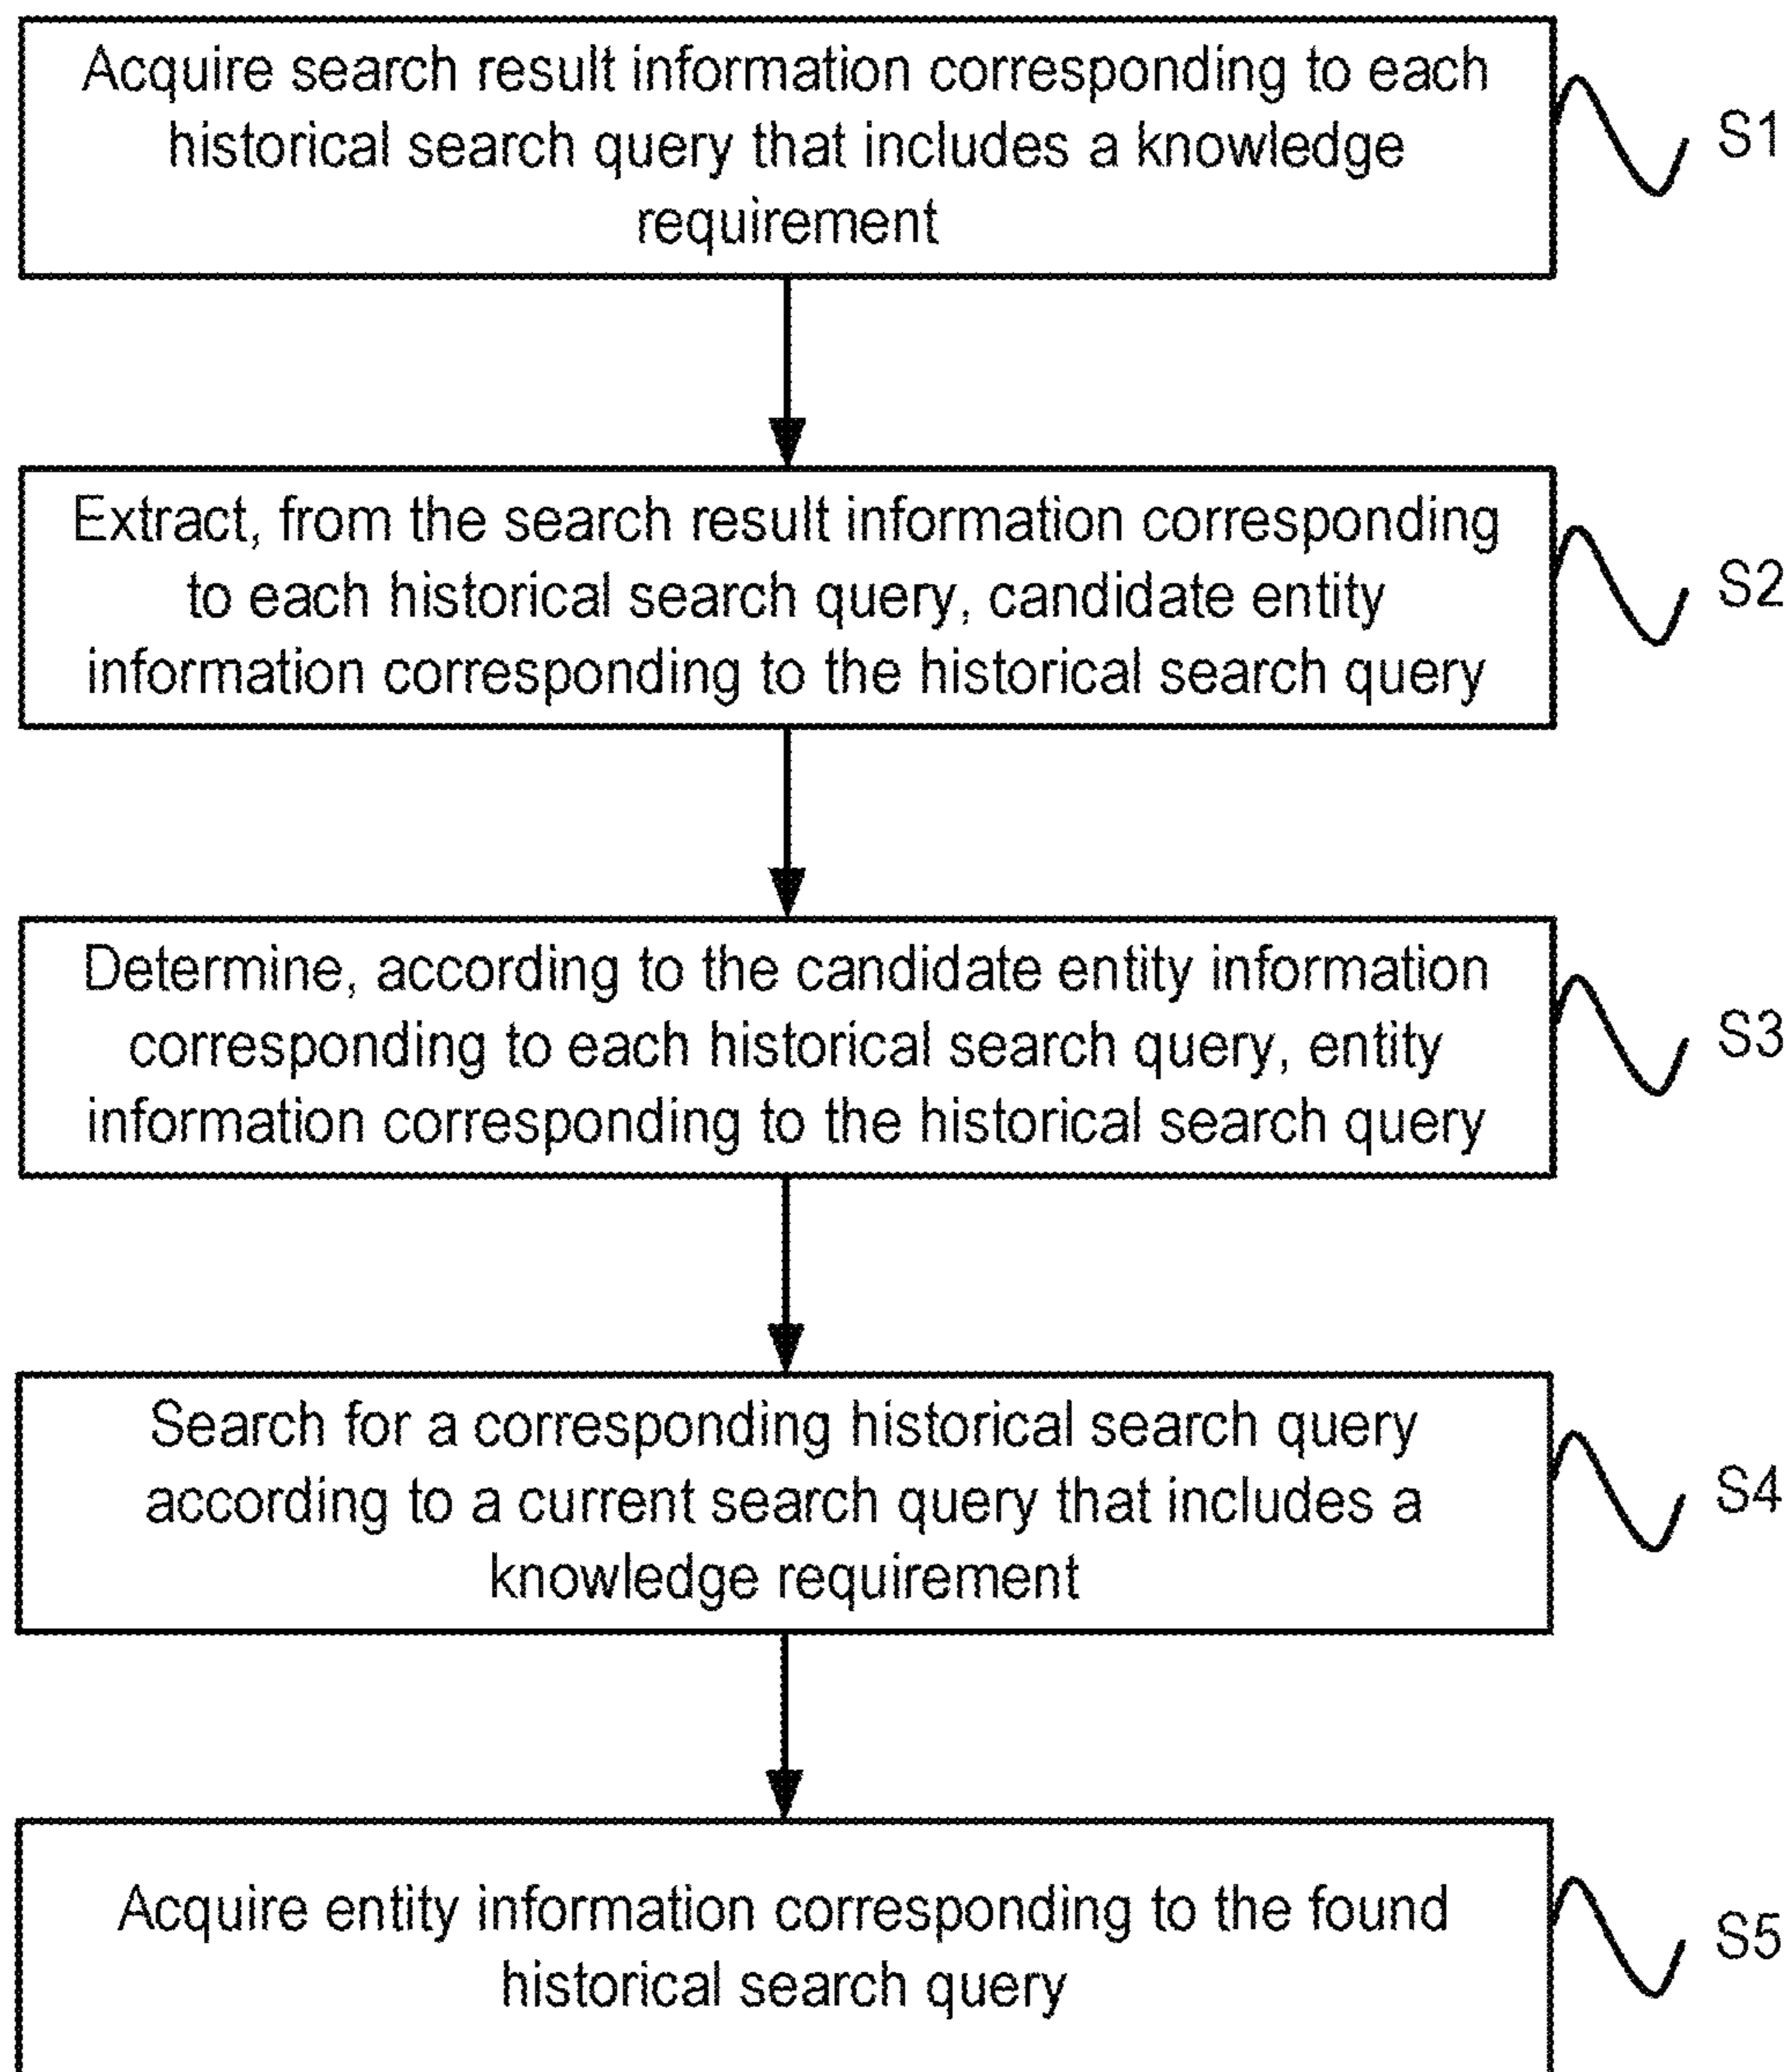 Acquire search result information corresponding to each
historical search query that includes a knowledge
requirement
S1
Extract, from the search result information corresponding
to each historical search query, candidate entity
information corresponding to the historical search query
S2
Determine, according to the candidate entity information
corresponding to each historical search query, entity
information corresponding to the historical search query
S3
Search for a corresponding historical search query
according to a current search query that includes a
knowledge requirement
S4
Acquire entity information corresponding to the found
historical search query
S5